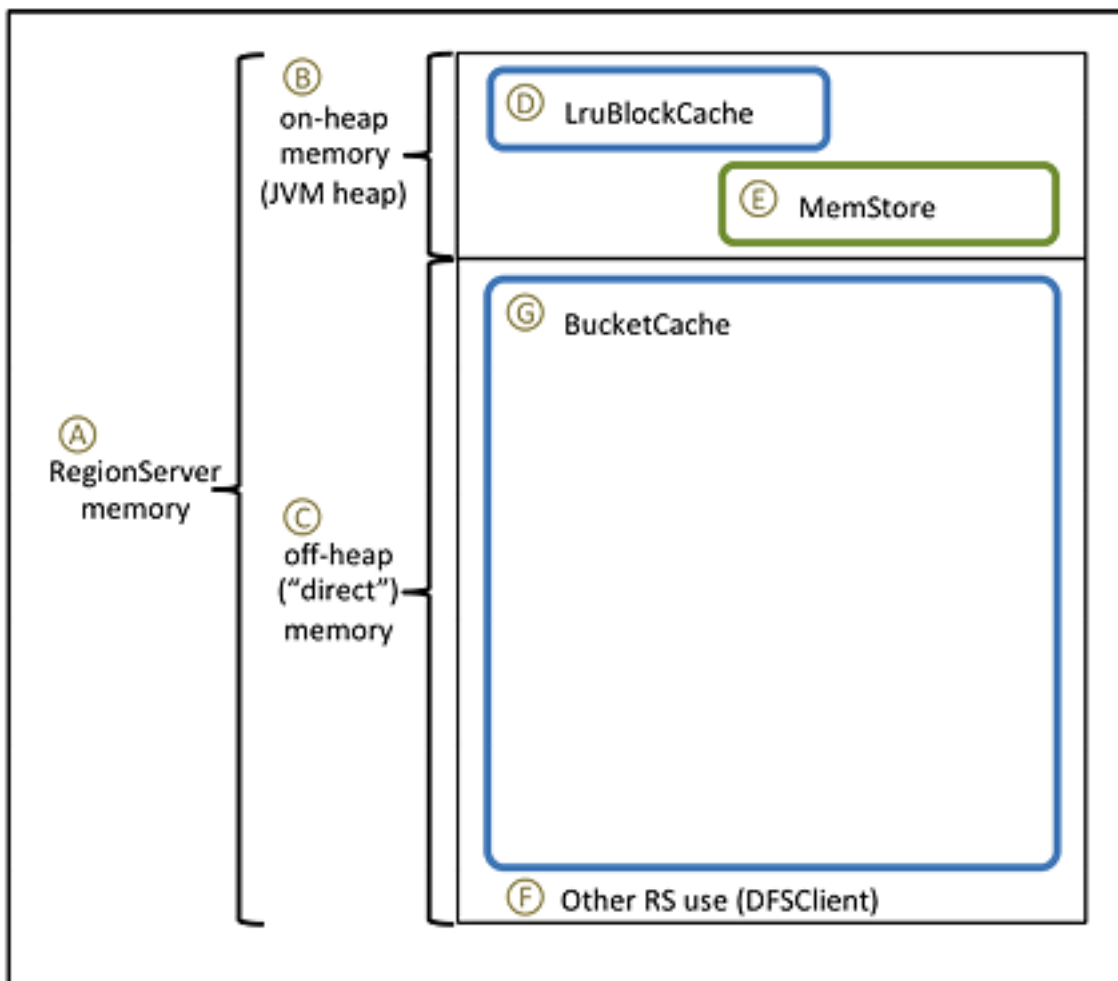 A
RegionServer
memory
B
on-heap
memory
(JVM heap)
C
off-heap
(“direct”)
memory
D LruBlockCache
E MemStore
G BucketCache
F Other RS use (DFSClient)